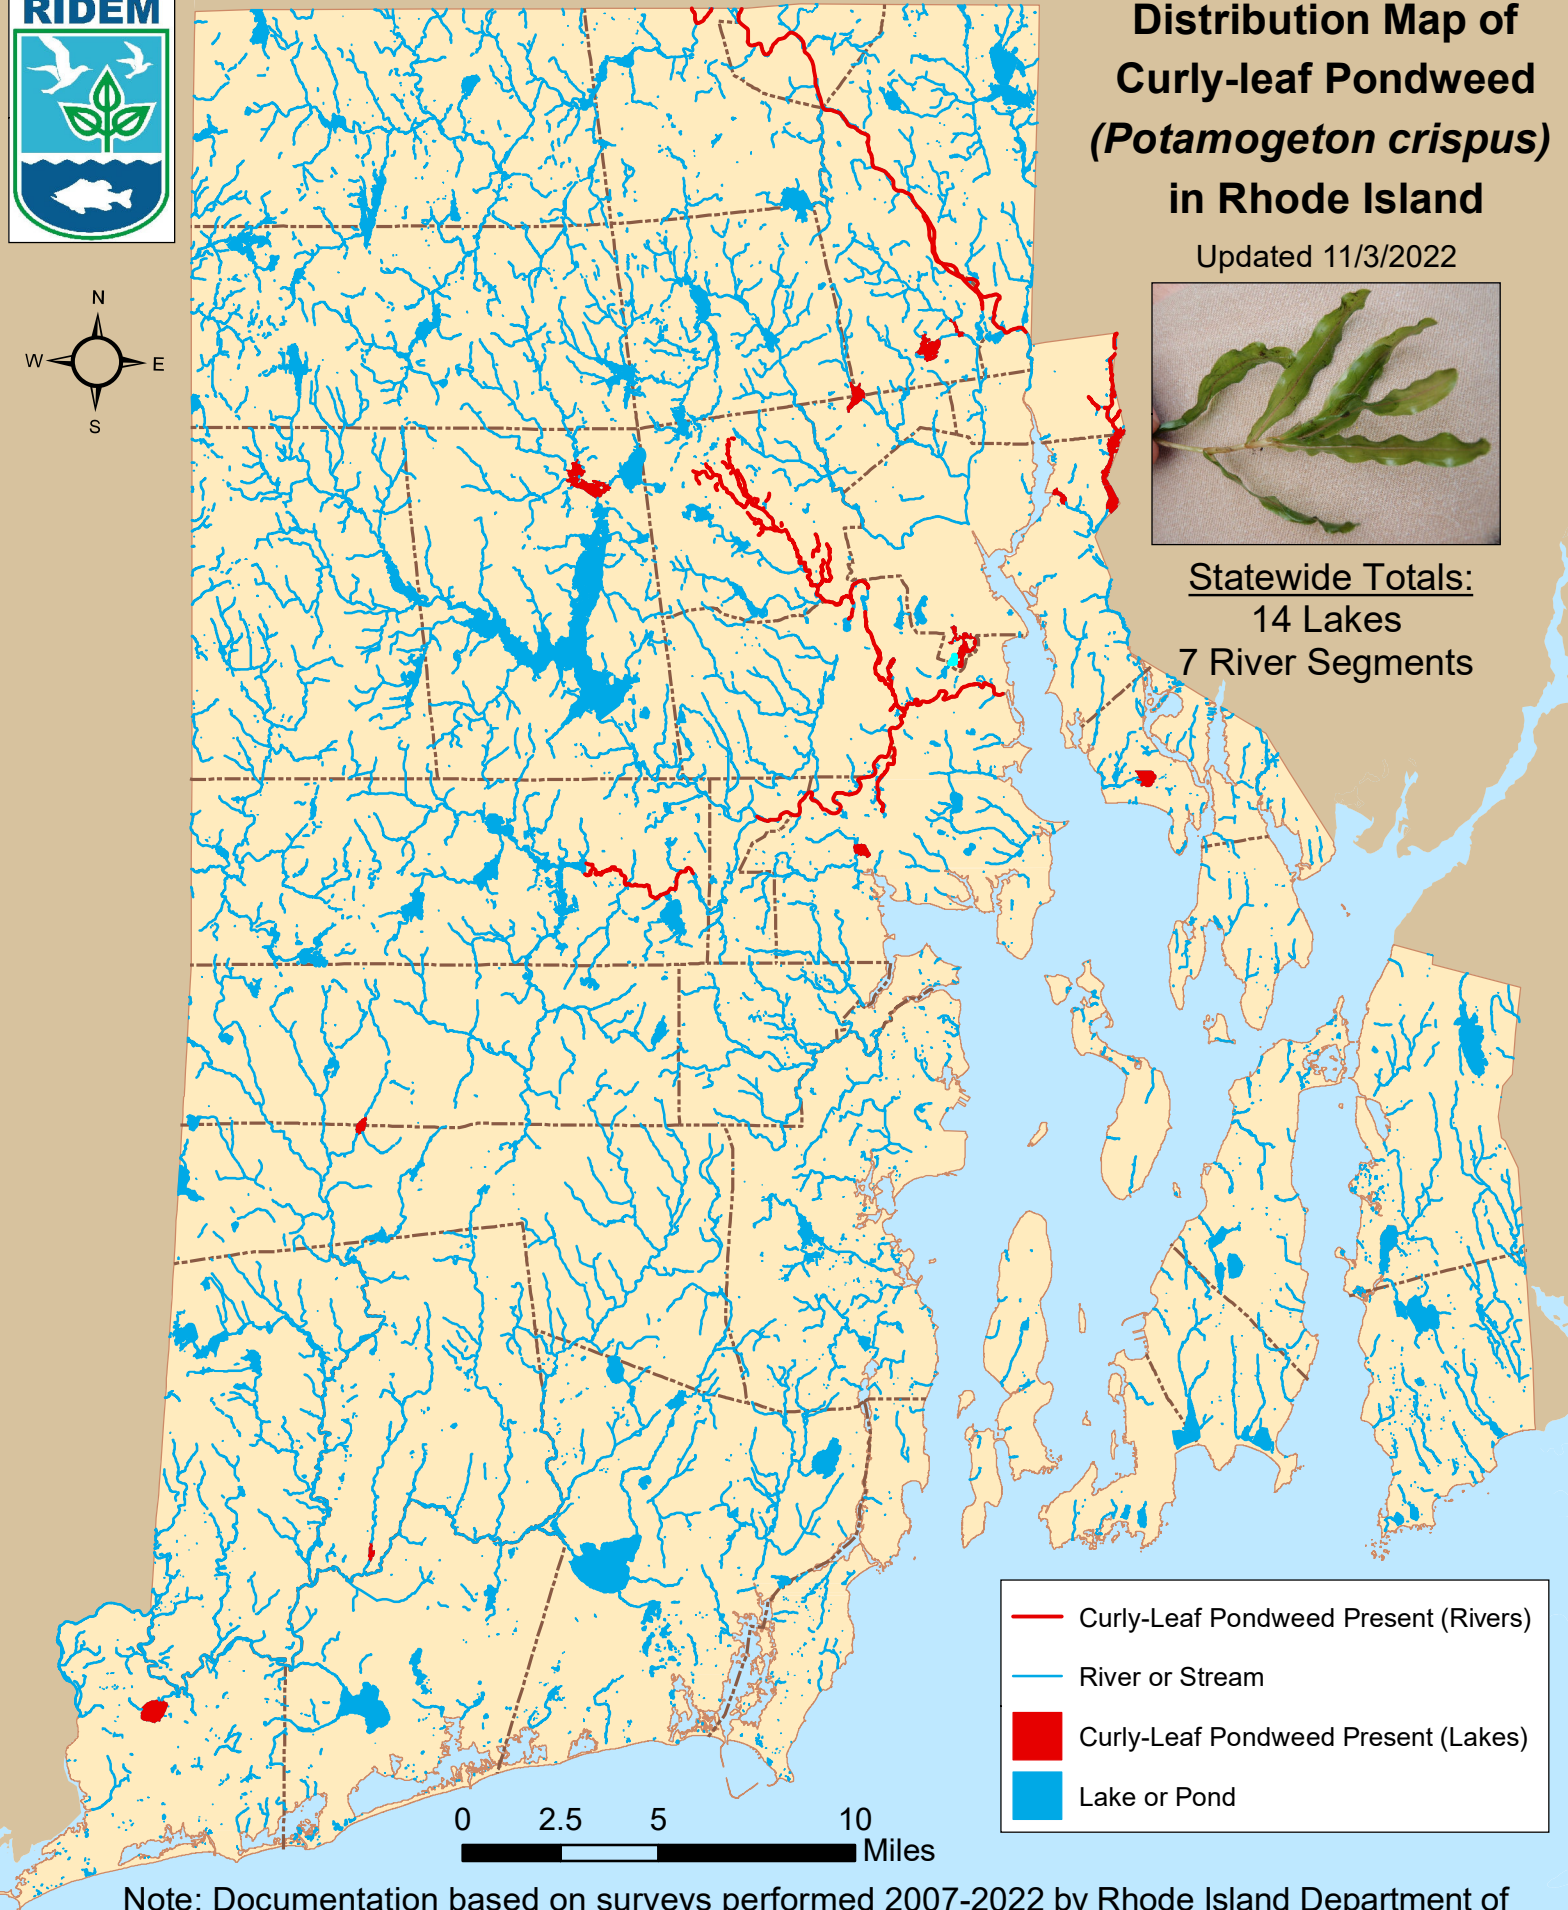 RIDEM
Distribution Map of
Curly-leaf Pondweed
(Potamogeton crispus)
in Rhode Island
Updated 11/3/2022
N
W
E
S
Statewide Totals:
14 Lakes
7 River Segments
Curly-Leaf Pondweed Present (Rivers)
River or Stream
Curly-Leaf Pondweed Present (Lakes)
Lake or Pond
0 2.5 5 10
Miles
Note: Documentation based on surveys performed 2007-2022 by Rhode Island Department of